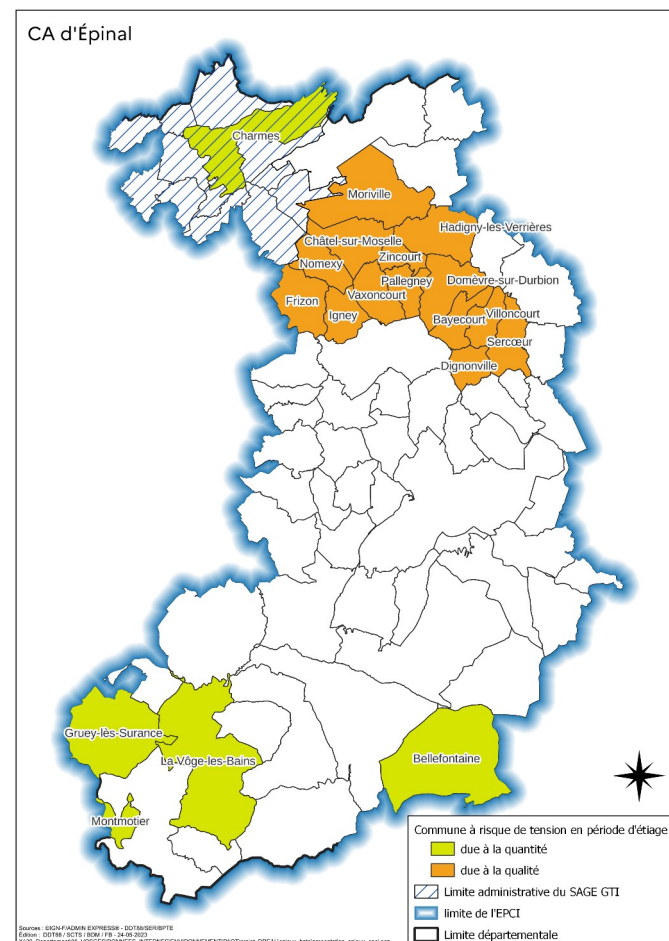 CA d'Épinal
Charmes
Moriville
Hadigny-les-Verrières
Châtel-sur-Moselle
Zincourt
Nomexy
Pallegney
Domèvre-sur-Durbion
Vaxoncourt
Frizon
Igney
Bayecourt
Villoncourt
Sercœur
Dignonville
Gruey-lès-Surance
La Vôge-les-Bains
Bellefontaine
Montmotier
Commune à risque de tension en période d'étiage
due à la quantité
due à la qualité
Limite administrative du SAGE GTI
limite de l'EPCI
Limite départementale
Sources : ©IGN-F/ADMIN EXPRESS® - DDT88/SER/BPTE
Édition : DDT88 / SCTS / BDM / FB - 24-05-2023